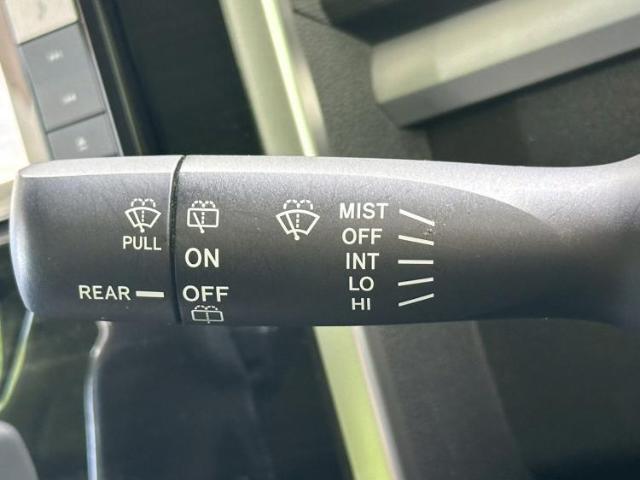 PULL
REAR
ON
OFF
MIST
OFF
INT
LO
HI